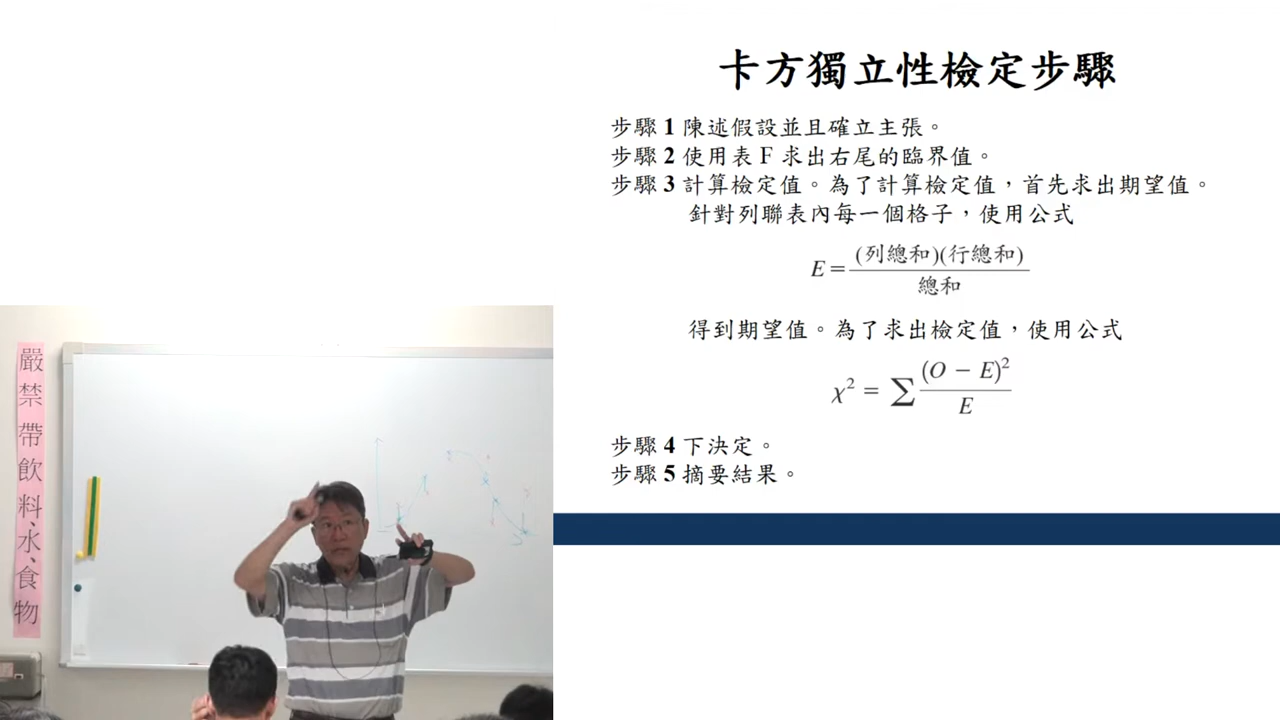 卡方獨立性檢定步驟
步驟 1 陳述假設並且確立主張。
步驟 2 使用表 F 求出右尾的臨界值。
步驟 3 計算檢定值。為了計算檢定值，首先求出期望值。
針對列聯表內每一個格子，使用公式
E = (列總和)(行總和) / 總和
得到期望值。為了求出檢定值，使用公式
χ² = ∑ (O − E)² / E
步驟 4 下決定。
步驟 5 摘要結果。
嚴禁帶飲料、水、食物